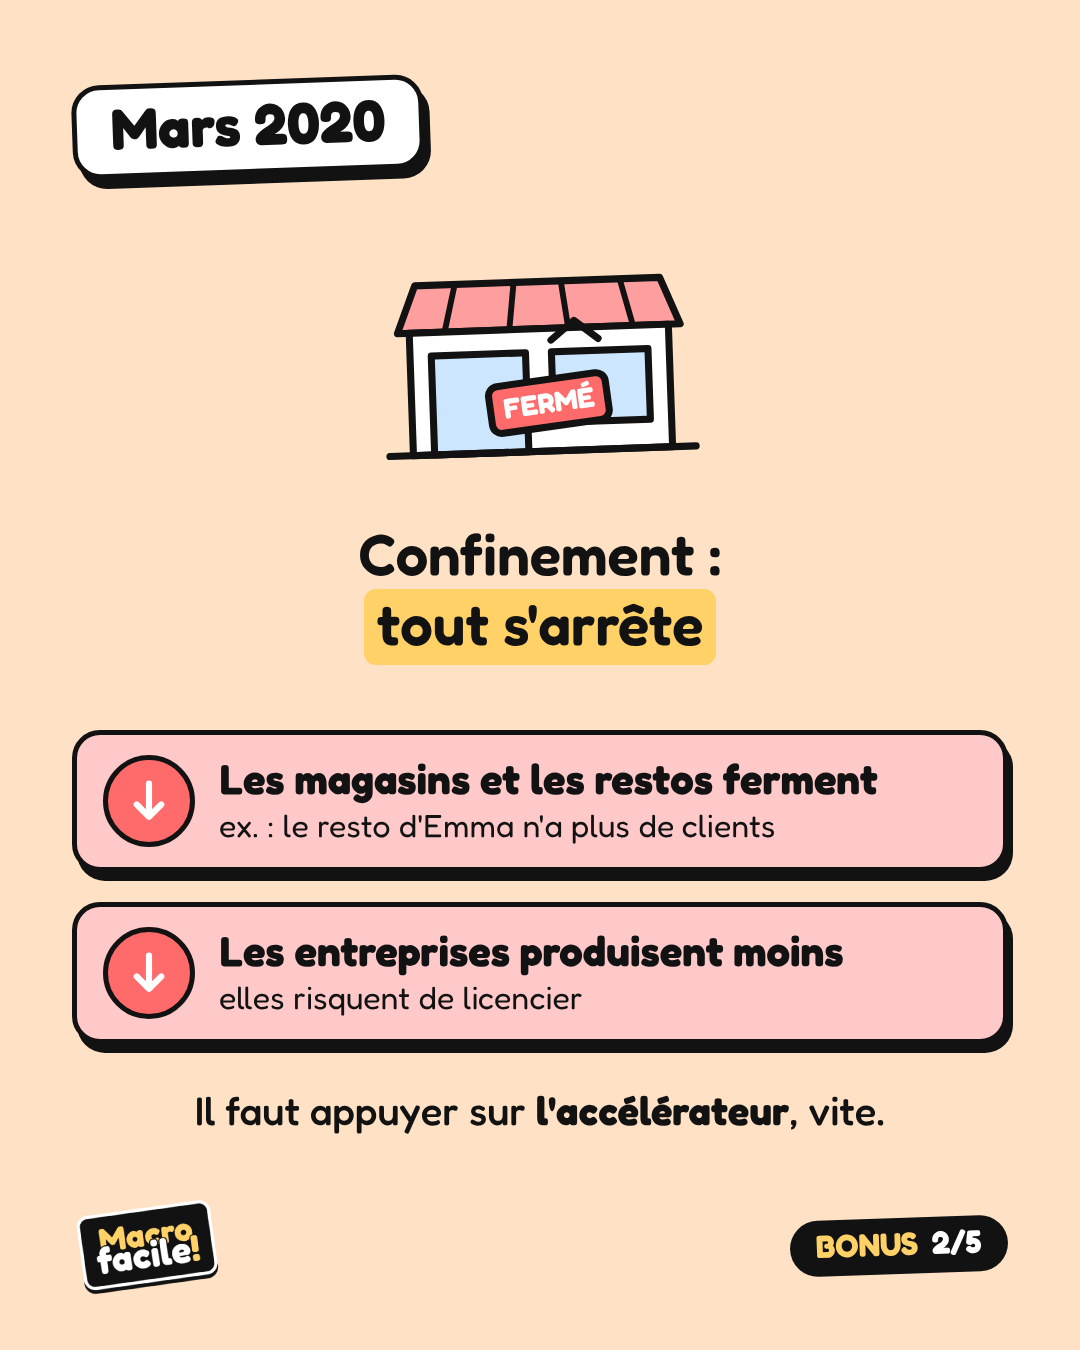 Mars 2020
FERMÉ
Confinement :
tout s'arrête
Les magasins et les restos ferment
ex. : le resto d'Emma n'a plus de clients
Les entreprises produisent moins
elles risquent de licencier
Il faut appuyer sur l'accélérateur, vite.
Macro
facile!
BONUS 2/5